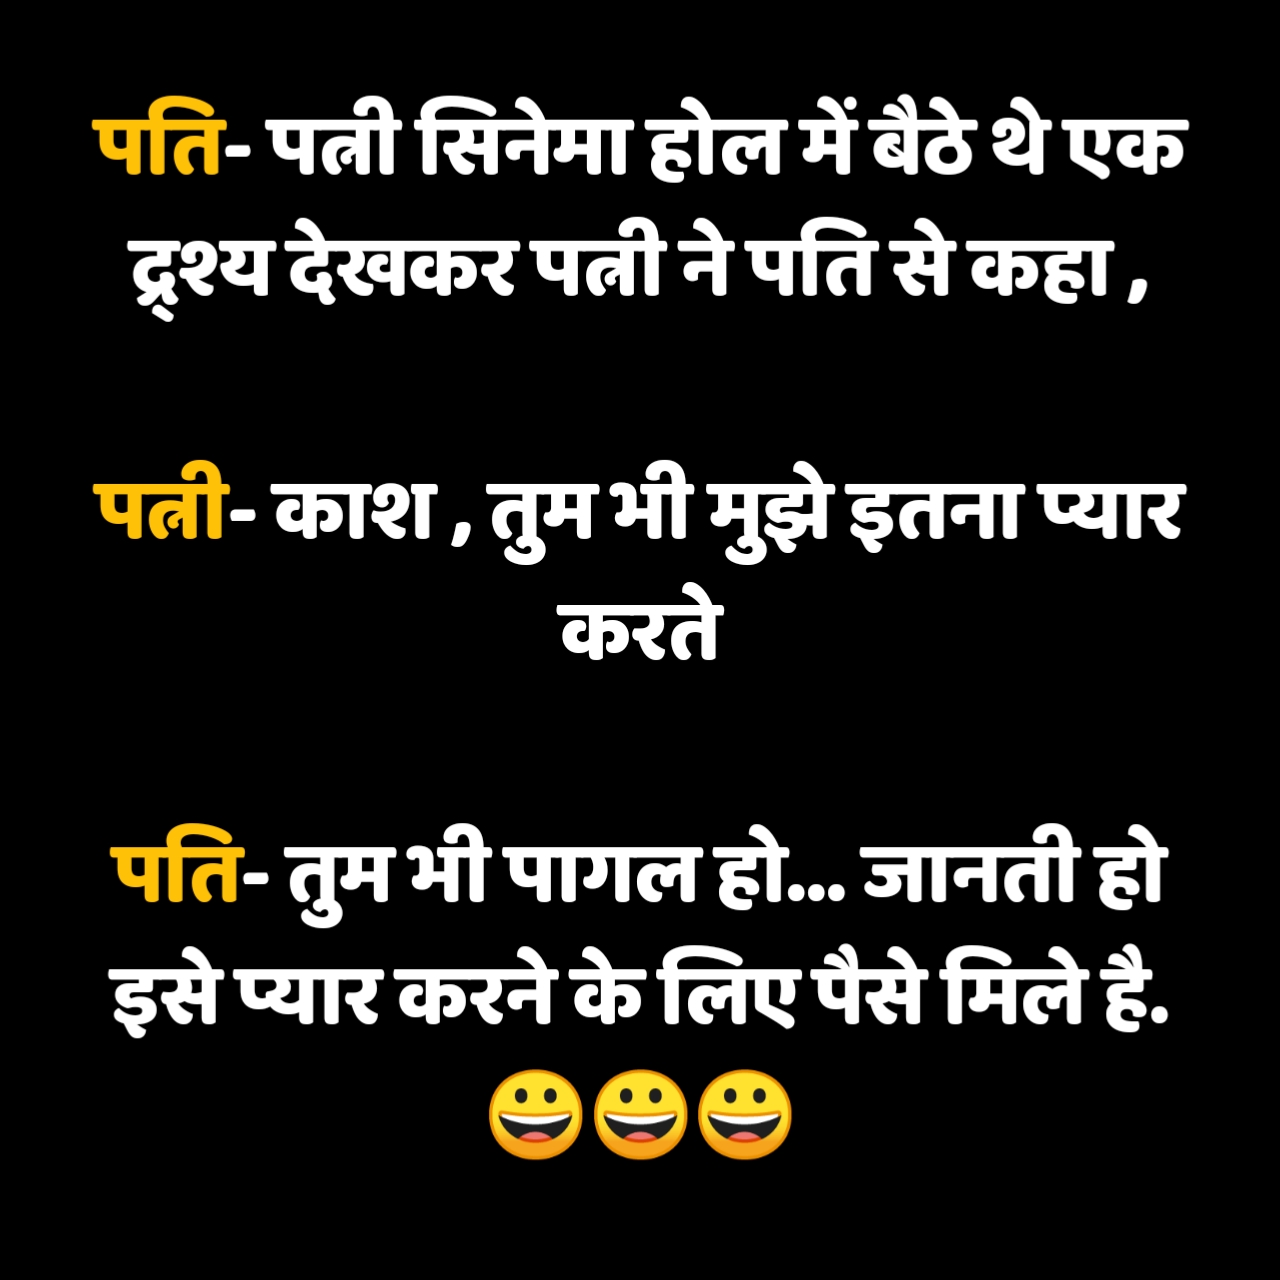 पति- पत्नी सिनेमा होल में बैठे थे एक
द्र्श्य देखकर पत्नी ने पति से कहा ,
पत्नी- काश , तुम भी मुझे इतना प्यार
करते
पति- तुम भी पागल हो... जानती हो
इसे प्यार करने के लिए पैसे मिले है.
😀😀😀